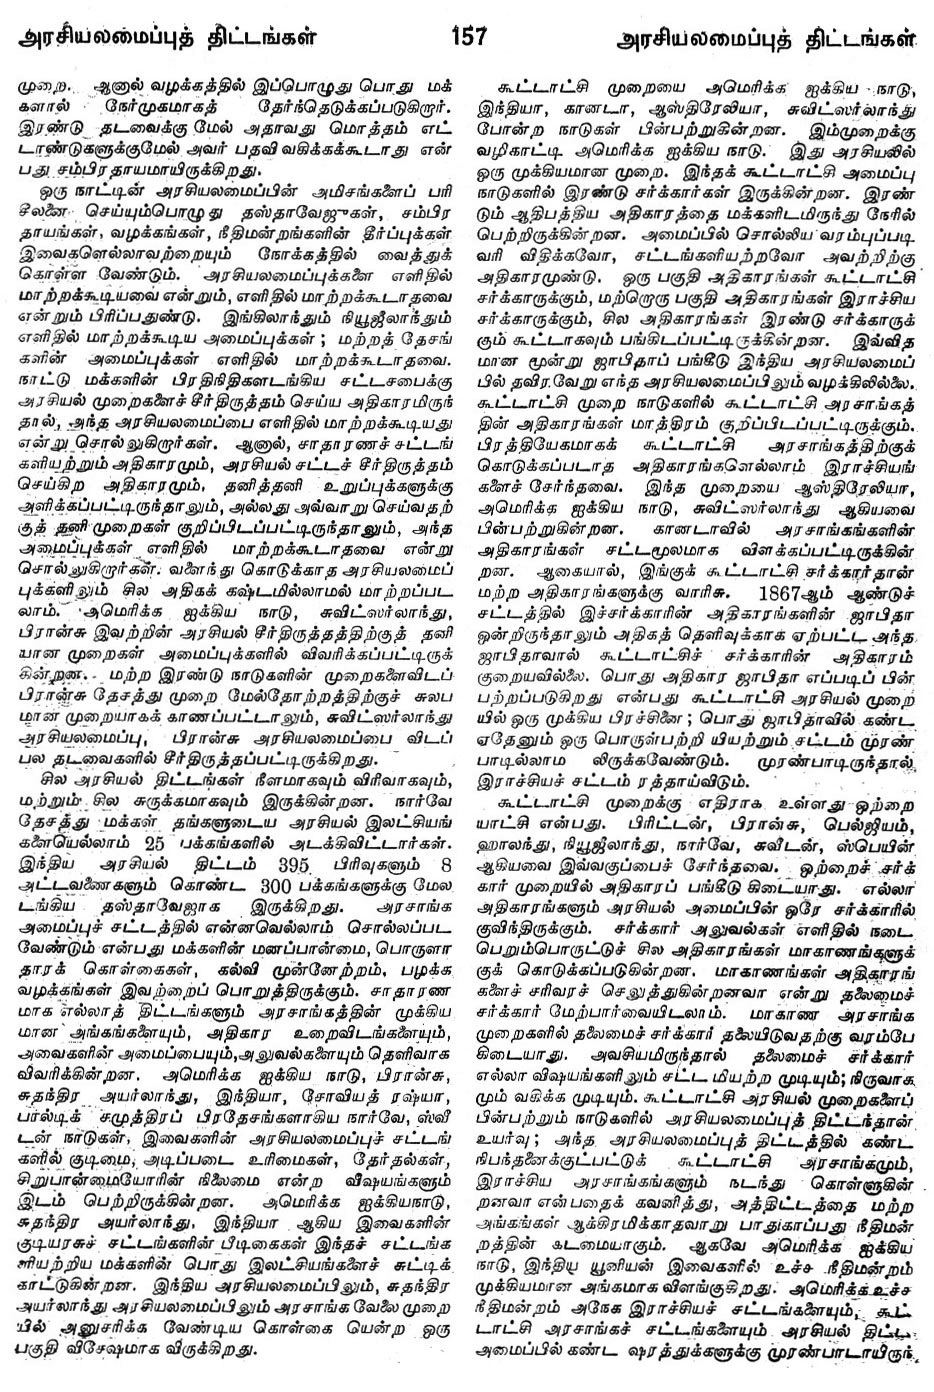 அரசியலமைப்புத் திட்டங்கள்
157
அரசியலமைப்புத் திட்டங்கள்
முறை. ஆனால் வழக்கத்தில் இப்பொழுது பொது மக்
களால் நேர்முகமாகத் தேர்ந்தெடுக்கப்படுகிறார்.
இரண்டு தடவைக்கு மேல் அதாவது மொத்தம் எட்
டாண்டுகளுக்குமேல் அவர் பதவி வகிக்கக்கூடாது என்
பது சம்பிரதாயமாயிருக்கிறது.
ஒரு நாட்டின் அரசியலமைப்பின் அமிசங்களைப் பரி
சீலனை செய்யும்பொழுது தஸ்தாவேஜுகள், சம்பிர
தாயங்கள், வழக்கங்கள், நீதிமன்றங்களின் தீர்ப்புக்கள்
இவைகளெல்லாவற்றையும் நோக்கத்தில் வைத்துக்
கொள்ள வேண்டும். அரசியலமைப்புக்களை எளிதில்
மாற்றக்கூடியவை என்றும், எளிதில் மாற்றக்கூடாதவை
என்றும் பிரிப்பதுண்டு. இங்கிலாந்தும் நியூஜீலாந்தும்
எளிதில் மாற்றக்கூடிய அமைப்புக்கள் ; மற்றத் தேசங்
களின் அமைப்புக்கள் எளிதில் மாற்றக்கூடாதவை.
நாட்டு மக்களின் பிரதிநிதிகளடங்கிய சட்டசபைக்கு
அரசியல் முறைகளைச் சீர்திருத்தம் செய்ய அதிகாரமிருந்
தால், அந்த அரசியலமைப்பை எளிதில் மாற்றக்கூடியது
என்று சொல்லுகிறார்கள். ஆனால், சாதாரணச் சட்டங்
களியற்றும் அதிகாரமும், அரசியல் சட்டச் சீர்திருத்தம்
செய்கிற அதிகாரமும், தனித்தனி உறுப்புக்களுக்கு
அளிக்கப்பட்டிருந்தாலும், அல்லது அவ்வாறு செய்வதற்
குத் தனி முறைகள் குறிப்பிடப்பட்டிருந்தாலும், அந்த
அமைப்புக்கள் எளிதில் மாற்றக்கூடாதவை என்று
சொல்லுகிறார்கள். வளைந்து கொடுக்காத அரசியலமைப்
புக்களிலும் சில அதிகக் கஷ்டமில்லாமல் மாற்றப்பட
லாம். அமெரிக்க ஐக்கிய நாடு, சுவிட்ஸர்லாந்து,
பிரான்சு இவற்றின் அரசியல் சீர்திருத்தத்திற்குத் தனி
யான முறைகள் அமைப்புக்களில் விவரிக்கப்பட்டிருக்
கின்றன. மற்ற இரண்டு நாடுகளின் முறைகளைவிடப்
பிரான்சு தேசத்து முறை மேல்தோற்றத்திற்குச் சுலப
மான முறையாகக் காணப்பட்டாலும், சுவிட்ஸர்லாந்து
அரசியலமைப்பு, பிரான்சு அரசியலமைப்பை விடப்
பல தடவைகளில் சீர்திருத்தப்பட்டிருக்கிறது.
சில அரசியல் திட்டங்கள் நீளமாகவும் விரிவாகவும்,
மற்றும் சில சுருக்கமாகவும் இருக்கின்றன. நார்வே
தேசத்து மக்கள் தங்களுடைய அரசியல் இலட்சியங்
களையெல்லாம் 25 பக்கங்களில் அடக்கிவிட்டார்கள்.
இந்திய அரசியல் திட்டம் 395 பிரிவுகளும் 8
அட்டவணைகளும் கொண்ட 300 பக்கங்களுக்கு மேல
டங்கிய தஸ்தாவேஜாக இருக்கிறது. அரசாங்க
அமைப்புச் சட்டத்தில் என்னவெல்லாம் சொல்லப்பட
வேண்டும் என்பது மக்களின் மனப்பான்மை, பொருளா
தாரக் கொள்கைகள், கல்வி முன்னேற்றம், பழக்க
வழக்கங்கள் இவற்றைப் பொறுத்திருக்கும். சாதாரண
மாக எல்லாத் திட்டங்களும் அரசாங்கத்தின் முக்கிய
மான அங்கங்களையும், அதிகார உறைவிடங்களையும்,
அவைகளின் அமைப்பையும்,அலுவல்களையும் தெளிவாக
விவரிக்கின்றன. அமெரிக்க ஐக்கிய நாடு, பிரான்சு,
சுதந்திர அயர்லாந்து, இந்தியா, சோவியத் ரஷ்யா,
பால்டிக் சமுத்திரப் பிரதேசங்களாகிய நார்வே, ஸ்வீ
டன் நாடுகள், இவைகளின் அரசியலமைப்புச் சட்டங்
களில் குடிமை, அடிப்படை உரிமைகள், தேர்தல்கள்,
சிறுபான்மையோரின் நிலைமை என்ற விஷயங்களும்
இடம் பெற்றிருக்கின்றன. அமெரிக்க ஐக்கியநாடு,
சுதந்திர அயர்லாந்து, இந்தியா ஆகிய இவைகளின்
குடியரசுச் சட்டங்களின் பீடிகைகள் இந்தச் சட்டங்க
ளியற்றிய மக்களின் பொது இலட்சியங்களைச் சுட்டிக்
காட்டுகின்றன. இந்திய அரசியலமைப்பிலும், சுதந்திர
அயர்லாந்து அரசியலமைப்பிலும் அரசாங்க வேலை முறை
யில் அனுசரிக்க வேண்டிய கொள்கை யென்ற ஒரு
பகுதி விசேஷமாக விருக்கிறது.
கூட்டாட்சி முறையை அமெரிக்க ஐக்கிய நாடு,
இந்தியா, கானடா, ஆஸ்திரேலியா, சுவிட்ஸர்லாந்து
போன்ற நாடுகள் பின்பற்றுகின்றன. இம்முறைக்கு
வழிகாட்டி அமெரிக்க ஐக்கிய நாடு. இது அரசியலில்
ஒரு முக்கியமான முறை. இந்தக் கூட்டாட்சி அமைப்பு
நாடுகளில் இரண்டு சர்க்கார்கள் இருக்கின்றன. இரண்
டும் ஆதிபத்திய அதிகாரத்தை மக்களிடமிருந்து நேரில்
பெற்றிருக்கின்றன. அமைப்பில் சொல்லிய வரம்புப்படி
வரி விதிக்கவோ, சட்டங்களியற்றவோ அவற்றிற்கு
அதிகாரமுண்டு. ஒரு பகுதி அதிகாரங்கள் கூட்டாட்சி
சர்க்காருக்கும், மற்றொரு பகுதி அதிகாரங்கள் இராச்சிய
சர்க்காருக்கும், சில அதிகாரங்கள் இரண்டு சர்க்காருக்
கும் கூட்டாகவும் பங்கிடப்பட்டிருக்கின்றன. இவ்வித
மான மூன்று ஜாபிதாப் பங்கீடு இந்திய அரசியலமைப்
பில் தவிர வேறு எந்த அரசியலமைப்பிலும் வழக்கிலில்லை.
கூட்டாட்சி முறை நாடுகளில் கூட்டாட்சி அரசாங்கத்
தின் அதிகாரங்கள் மாத்திரம் குறிப்பிடப்பட்டிருக்கும்.
பிரத்தியேகமாகக் கூட்டாட்சி அரசாங்கத்திற்குக்
கொடுக்கப்படாத அதிகாரங்களெல்லாம் இராச்சியங்
களைச் சேர்ந்தவை. இந்த முறையை ஆஸ்திரேலியா,
அமெரிக்க ஐக்கிய நாடு, சுவிட்ஸர்லாந்து ஆகியவை
பின்பற்றுகின்றன. கானடாவில் அரசாங்கங்களின்
அதிகாரங்கள் சட்டமூலமாக விளக்கப்பட்டிருக்கின்
றன. ஆகையால், இங்குக் கூட்டாட்சி சர்க்கார்தான்
மற்ற அதிகாரங்களுக்கு வாரிசு. 1867ஆம் ஆண்டுச்
சட்டத்தில் இச்சர்க்காரின் அதிகாரங்களின் ஜாபிதா
ஒன்றிருந்தாலும் அதிகத் தெளிவுக்காக ஏற்பட்ட அந்த
ஜாபிதாவால் கூட்டாட்சிச் சர்க்காரின் அதிகாரம்
குறையவில்லை. பொது அதிகார ஜாபிதா எப்படிப் பின்
பற்றப்படுகிறது என்பது கூட்டாட்சி அரசியல் முறை
யில் ஒரு முக்கிய பிரச்சினை ; பொது ஜாபிதாவில் கண்ட
ஏதேனும் ஒரு பொருள்பற்றி யியற்றும் சட்டம் முரண்
பாடில்லாம லிருக்கவேண்டும். முரண்பாடிருந்தால்,
இராச்சியச் சட்டம் ரத்தாய்விடும்.
கூட்டாட்சி முறைக்கு எதிராக உள்ளது ஒற்றை
யாட்சி என்பது. பிரிட்டன், பிரான்சு, பெல்ஜியம்,
ஹாலந்து, நியூஜீலாந்து, நார்வே, சுவீடன், ஸ்பெயின்
ஆகியவை இவ்வகுப்பைச் சேர்ந்தவை. ஒற்றைச் சர்க்
கார் முறையில் அதிகாரப் பங்கீடு கிடையாது. எல்லா
அதிகாரங்களும் அரசியல் அமைப்பின் ஒரே சர்க்காரில்
குவிந்திருக்கும். சர்க்கார் அலுவல்கள் எளிதில் நடை
பெறும்பொருட்டுச் சில அதிகாரங்கள் மாகாணங்களுக்
குக் கொடுக்கப்படுகின்றன. மாகாணங்கள் அதிகாரங்
களைச் சரிவரச் செலுத்துகின்றனவா என்று தலைமைச்
சர்க்கார் மேற்பார்வையிடலாம். மாகாண அரசாங்க
முறைகளில் தலைமைச் சர்க்கார் தலையிடுவதற்கு வரம்பே
கிடையாது. அவசியமிருந்தால் தலைமைச் சர்க்கார்
எல்லா விஷயங்களிலும் சட்ட மியற்ற முடியும்; நிருவாக
மும் வகிக்க முடியும். கூட்டாட்சி அரசியல் முறைகளைப்
பின்பற்றும் நாடுகளில் அரசியலமைப்புத் திட்டந்தான்
உயர்வு ; அந்த அரசியலமைப்புத் திட்டத்தில் கண்ட
நிபந்தனைக்குட்பட்டுக் கூட்டாட்சி அரசாங்கமும்,
இராச்சிய அரசாங்கங்களும் நடந்து கொள்ளுகின்
றனவா என்பதைக் கவனித்து, அத்திட்டத்தை மற்ற
அங்கங்கள் ஆக்கிரமிக்காதவாறு பாதுகாப்பது நீதிமன்
றத்தின் கடமையாகும். ஆகவே அமெரிக்க ஐக்கிய
நாடு, இந்திய யூனியன் இவைகளில் உச்ச நீதிமன்றம்
முக்கியமான அங்கமாக விளங்குகிறது. அமெரிக்க உச்ச
நீதிமன்றம் அநேக இராச்சியச் சட்டங்களையும், கூட்
டாட்சி அரசாங்கச் சட்டங்களையும் அரசியல் திட்ட
அமைப்பில் கண்ட ஷரத்துக்களுக்கு முரண்பாடாயிருந்